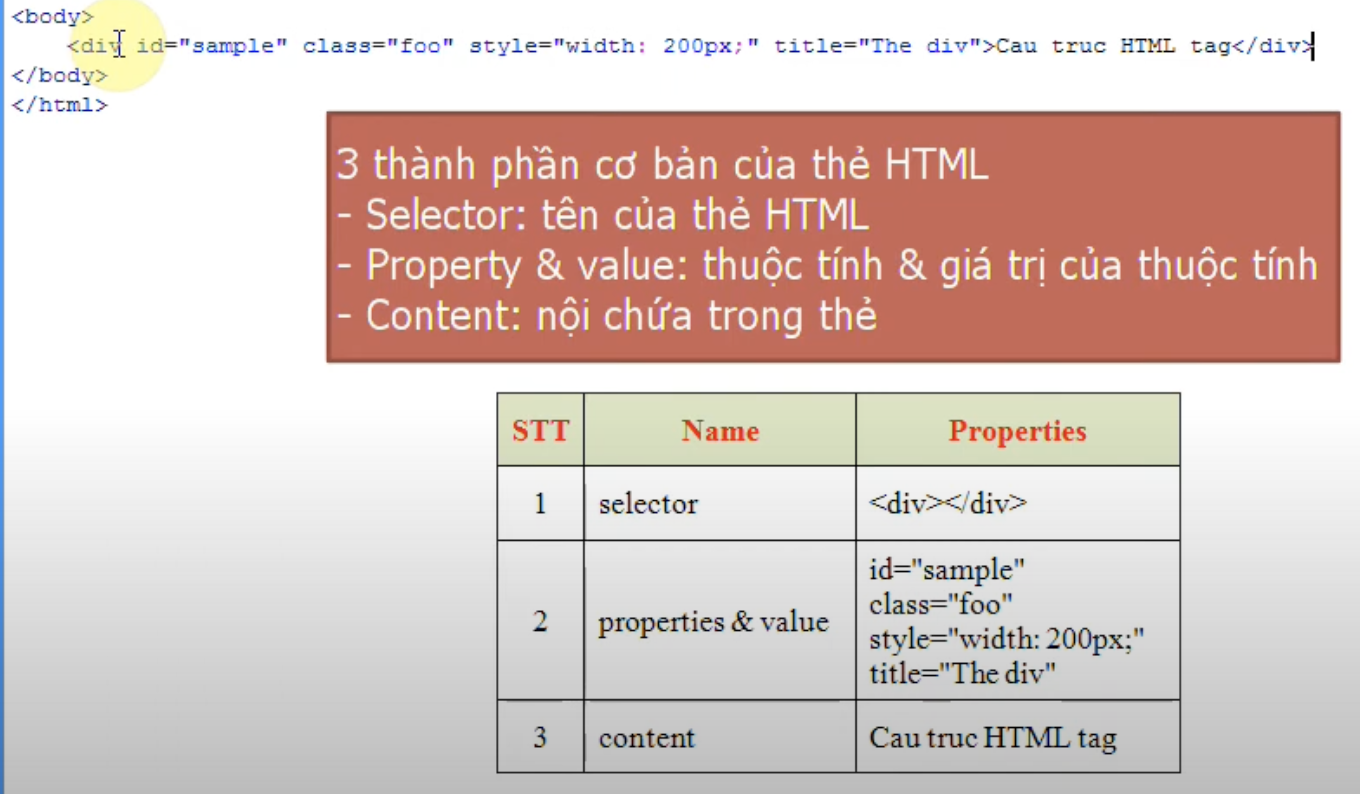 <body>
<div id="sample" class="foo" style="width: 200px;" title="The div">Cau truc HTML tag</div>
</body>
</html>
3 thành phần cơ bản của thẻ HTML
- Selector: tên của thẻ HTML
- Property & value: thuộc tính & giá trị của thuộc tính
- Content: nội chứa trong thẻ
STT Name Properties
1 selector <div></div>
2 properties & value id="sample"
class="foo"
style="width: 200px;"
title="The div"
3 content Cau truc HTML tag